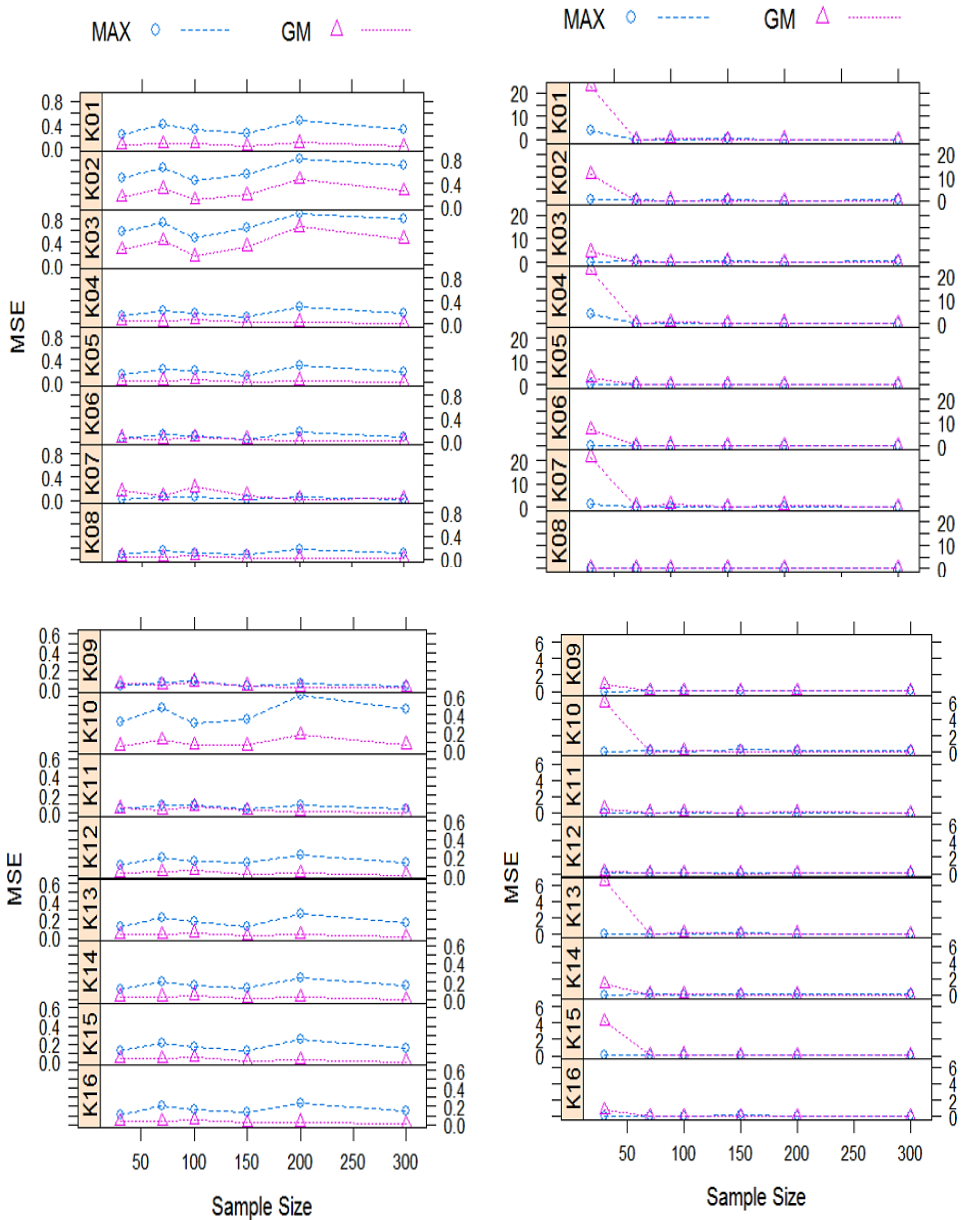 MAX GM
MAX GM
MSE
K01 0.8 0.4 0.0
K02 0.8 0.4 0.0
K03 0.8 0.4 0.0
K04 0.8 0.4 0.0
K05 0.8 0.4 0.0
K06 0.8 0.4 0.0
K07 0.8 0.4 0.0
K08 0.8 0.4 0.0
K01 20 10 0
K02 20 10 0
K03 20 10 0
K04 20 10 0
K05 20 10 0
K06 20 10 0
K07 20 10 0
K08 20 10 0
MSE
K09 0.6 0.4 0.2 0.0
K10 0.6 0.4 0.2 0.0
K11 0.6 0.4 0.2 0.0
K12 0.6 0.4 0.2 0.0
K13 0.6 0.4 0.2 0.0
K14 0.6 0.4 0.2 0.0
K15 0.6 0.4 0.2 0.0
K16 0.6 0.4 0.2 0.0
50 100 150 200 250 300
Sample Size
MSE
K09 6 4 2 0
K10 6 4 2 0
K11 6 4 2 0
K12 6 4 2 0
K13 6 4 2 0
K14 6 4 2 0
K15 6 4 2 0
K16 6 4 2 0
50 100 150 200 250 300
Sample Size